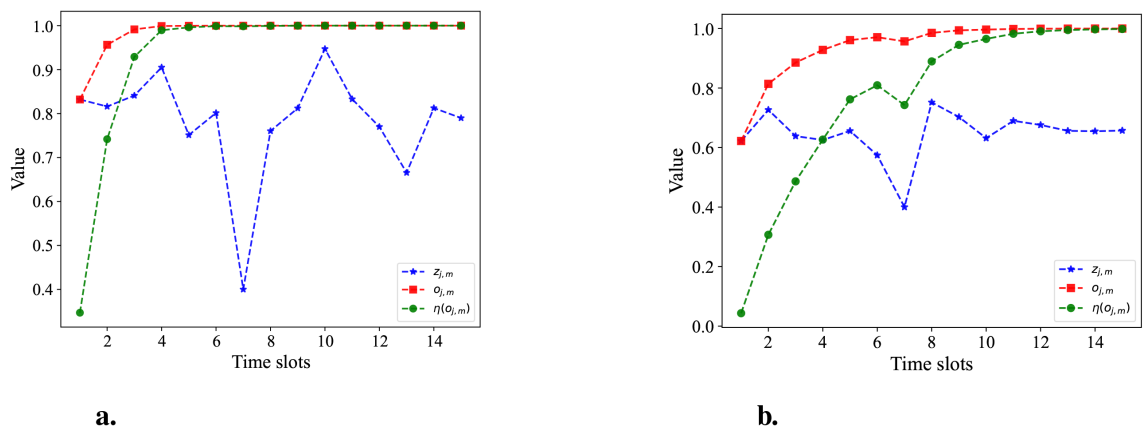 1.0
0.9
0.8
0.7
0.6
0.5
0.4
Value
2 4 6 8 10 12 14
Time slots
z_{j,m}
o_{j,m}
η(o_{j,m})
a.
1.0
0.8
0.6
0.4
0.2
0.0
Value
2 4 6 8 10 12 14
Time slots
z_{j,m}
o_{j,m}
η(o_{j,m})
b.